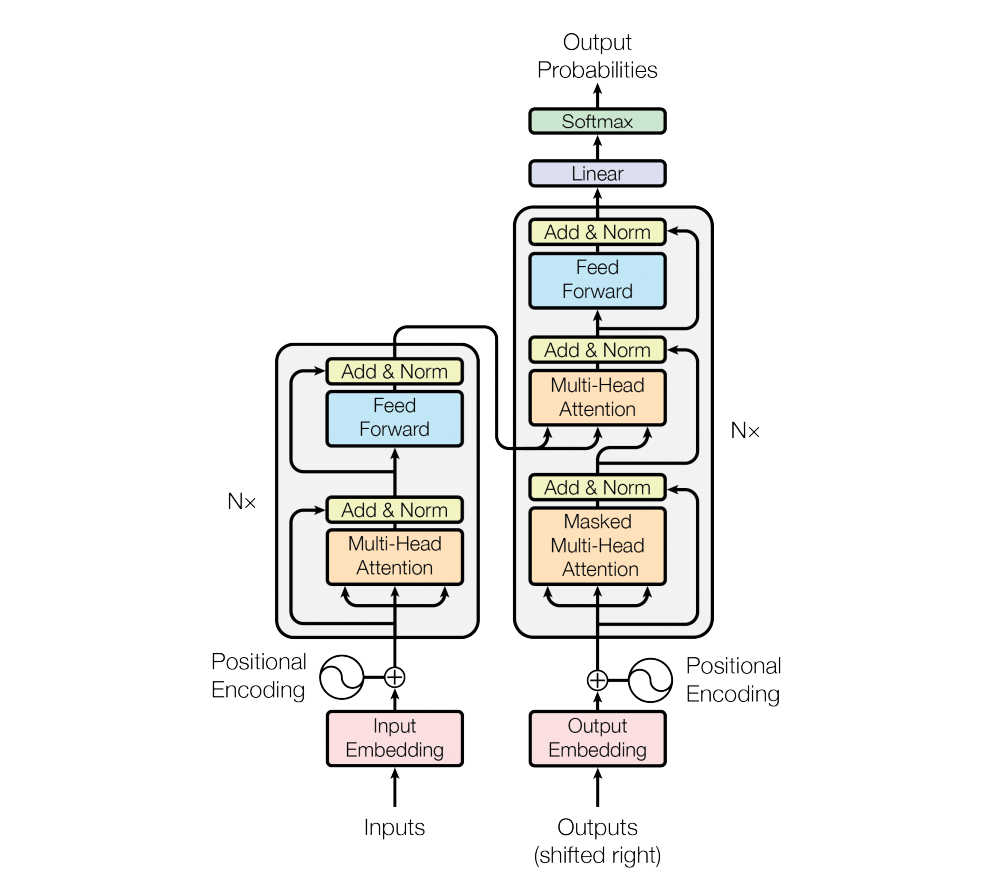 Output
Probabilities
Softmax
Linear
Add & Norm
Feed
Forward
Add & Norm
Multi-Head
Attention
Add & Norm
Masked
Multi-Head
Attention
Nx
Add & Norm
Feed
Forward
Add & Norm
Multi-Head
Attention
N×
Positional
Encoding
Positional
Encoding
Input
Embedding
Output
Embedding
Inputs
Outputs
(shifted right)